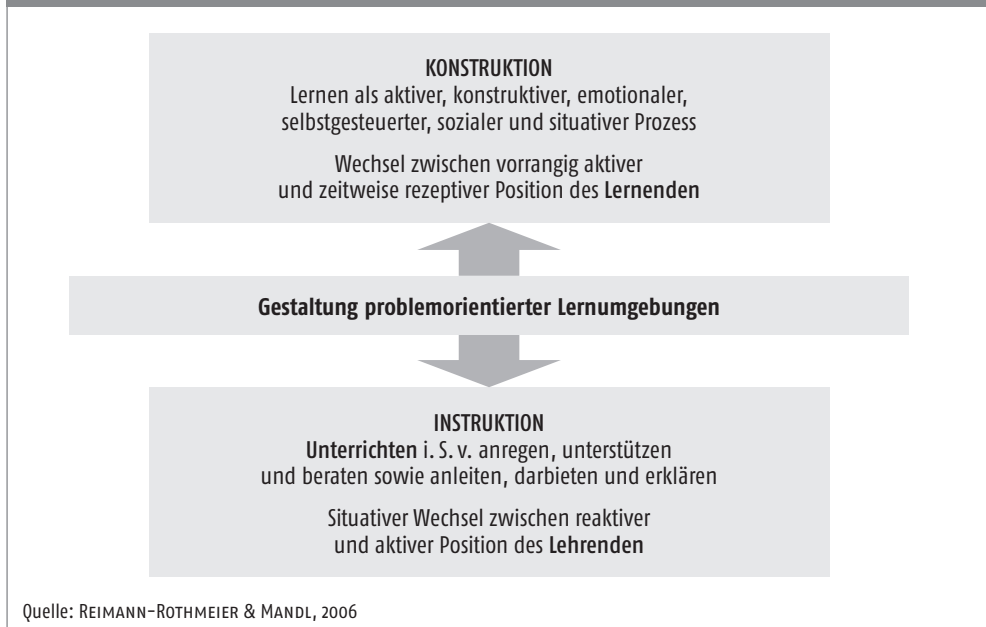 KONSTRUKTION
Lernen als aktiver, konstruktiver, emotionaler,
selbstgesteuerter, sozialer und situativer Prozess
Wechsel zwischen vorrangig aktiver
und zeitweise rezeptiver Position des Lernenden
Gestaltung problemorientierter Lernumgebungen
INSTRUKTION
Unterrichten i. S. v. anregen, unterstützen
und beraten sowie anleiten, darbieten und erklären
Situativer Wechsel zwischen reaktiver
und aktiver Position des Lehrenden
Quelle: REIMANN-ROTHMEIER & MANDL, 2006